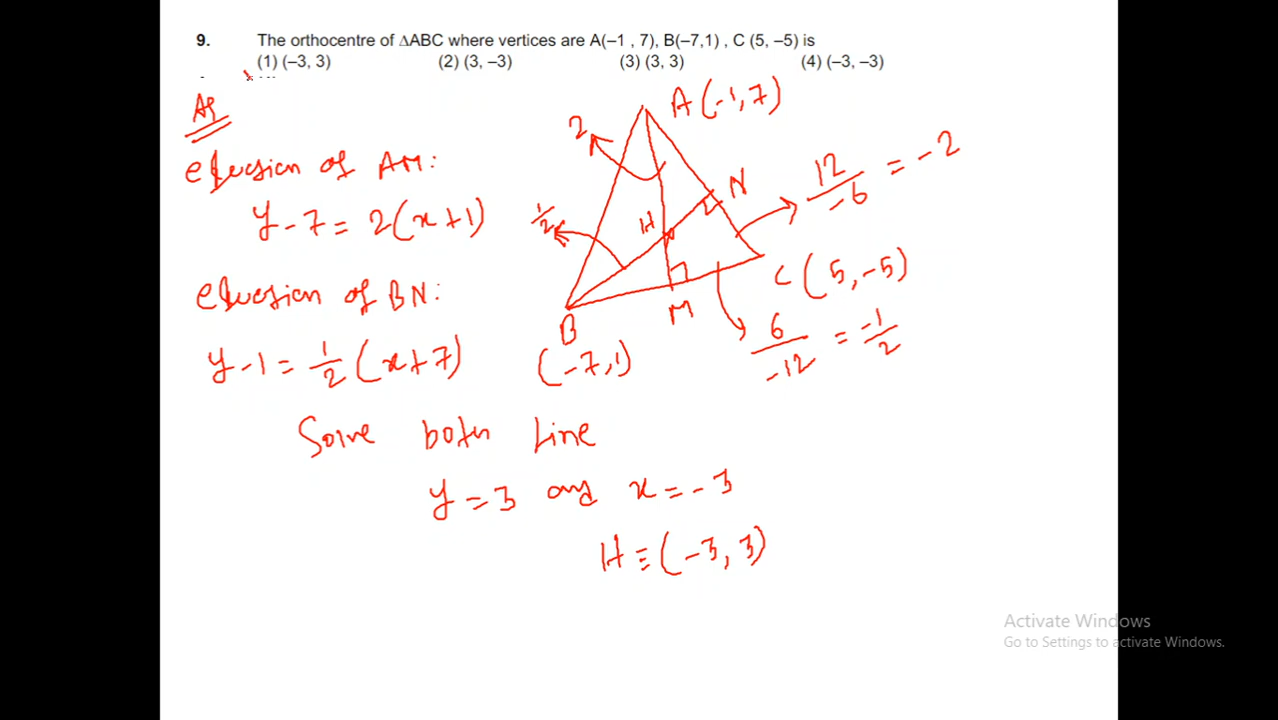 9. The orthocentre of ΔABC where vertices are A(–1 , 7), B(–7,1) , C (5, –5) is
(1) (–3, 3) (2) (3, –3) (3) (3, 3) (4) (–3, –3)
A(-1,7)
2
equation of AM:
12/-6 = -2
N
y-7 = 2(x+1)
1/2
H
C(5,-5)
equation of BN:
M
B
6/-12 = -1/2
y-1 = 1/2 (x+7)
(-7,1)
Solve both Line
y=3 and x=-3
H≡(-3,3)
Activate Windows
Go to Settings to activate Windows.